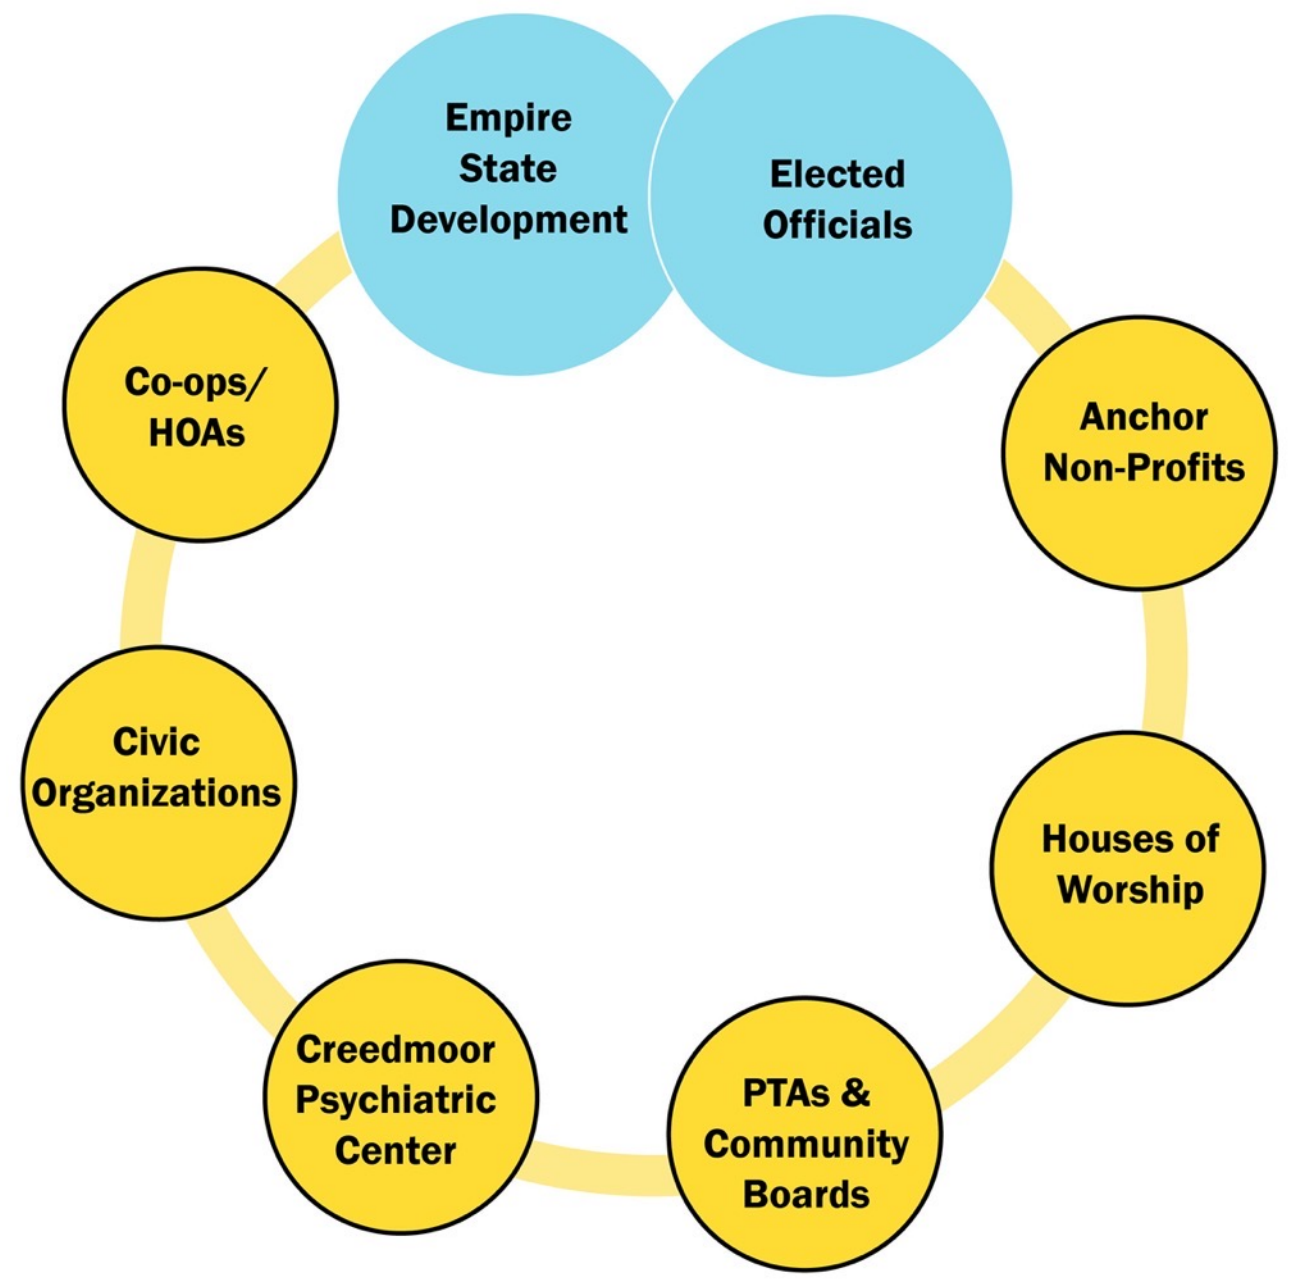 Empire
State
Development
Elected
Officials
Co-ops/
HOAs
Anchor
Non-Profits
Civic
Organizations
Houses of
Worship
Creedmoor
Psychiatric
Center
PTAs &
Community
Boards